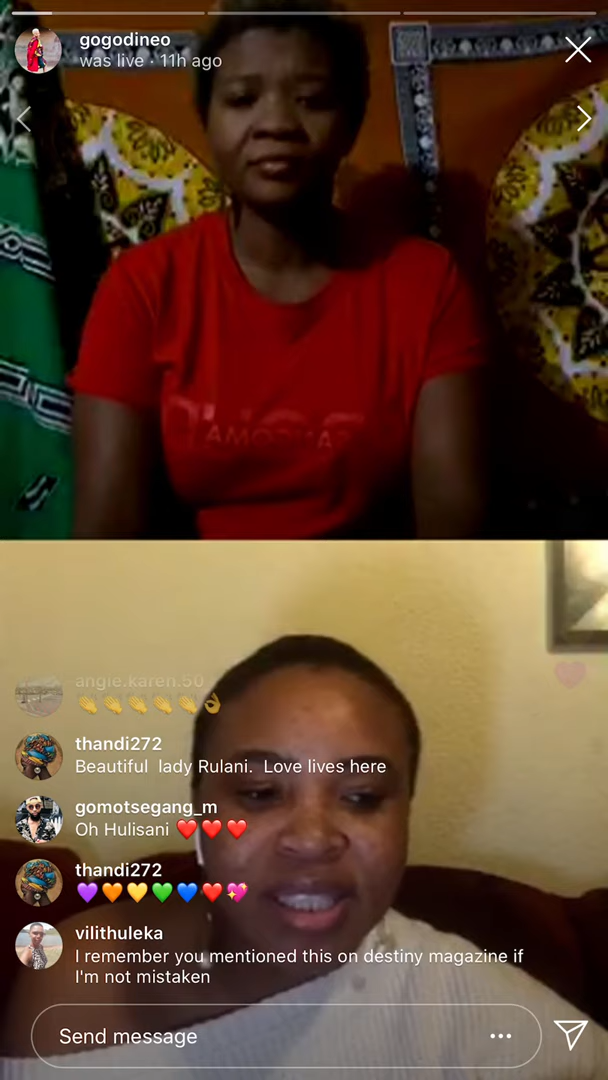 gogodineo
was live · 11h ago
angie.karen.50
👏👏👏👏👏👌
thandi272
Beautiful lady Rulani. Love lives here
gomotsegang_m
Oh Hulisani ❤️❤️❤️
thandi272
💜🧡💛💚💙❤️💖
vilithuleka
I remember you mentioned this on destiny magazine if
I'm not mistaken
Send message